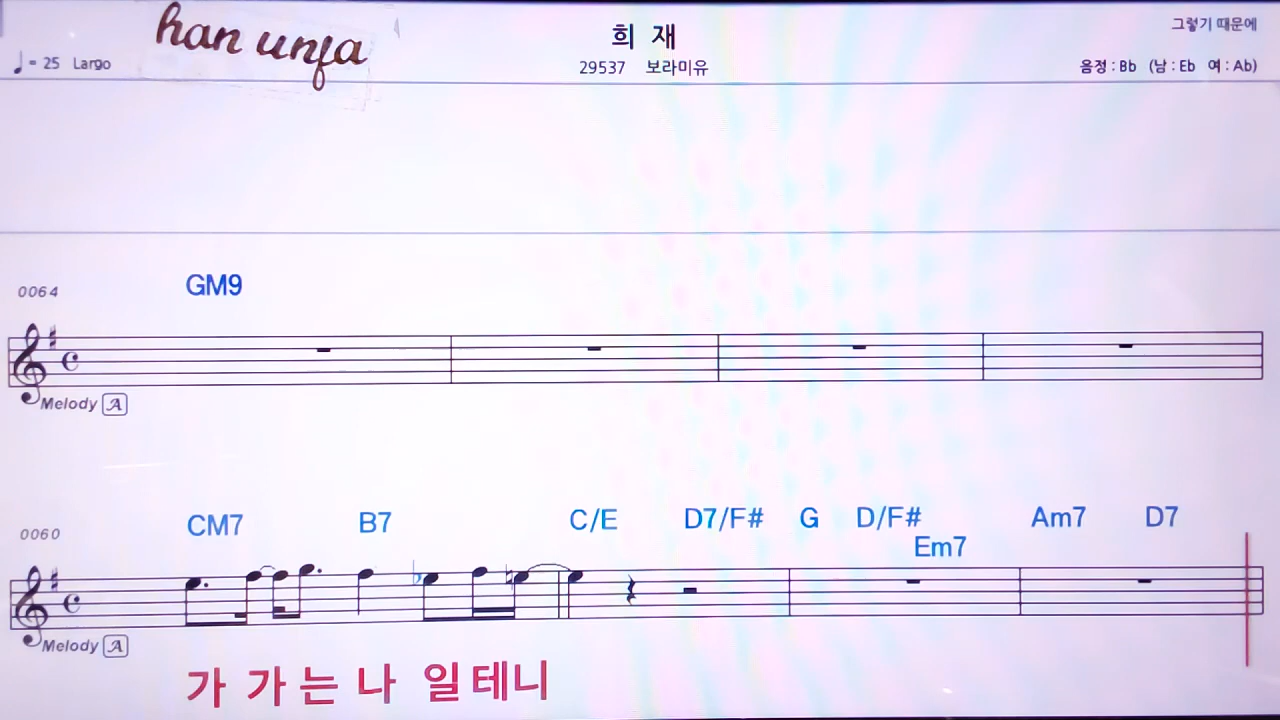 han unfa
희 재
그렇기 때문에
♩ = 25 Largo
29537 보라미유
음정 : Bb (남 : Eb 여 : Ab)
0064
GM9
Melody A
0060
CM7 B7 C/E D7/F# G D/F# Em7 Am7 D7
Melody A
가 가 는 나 일 테 니